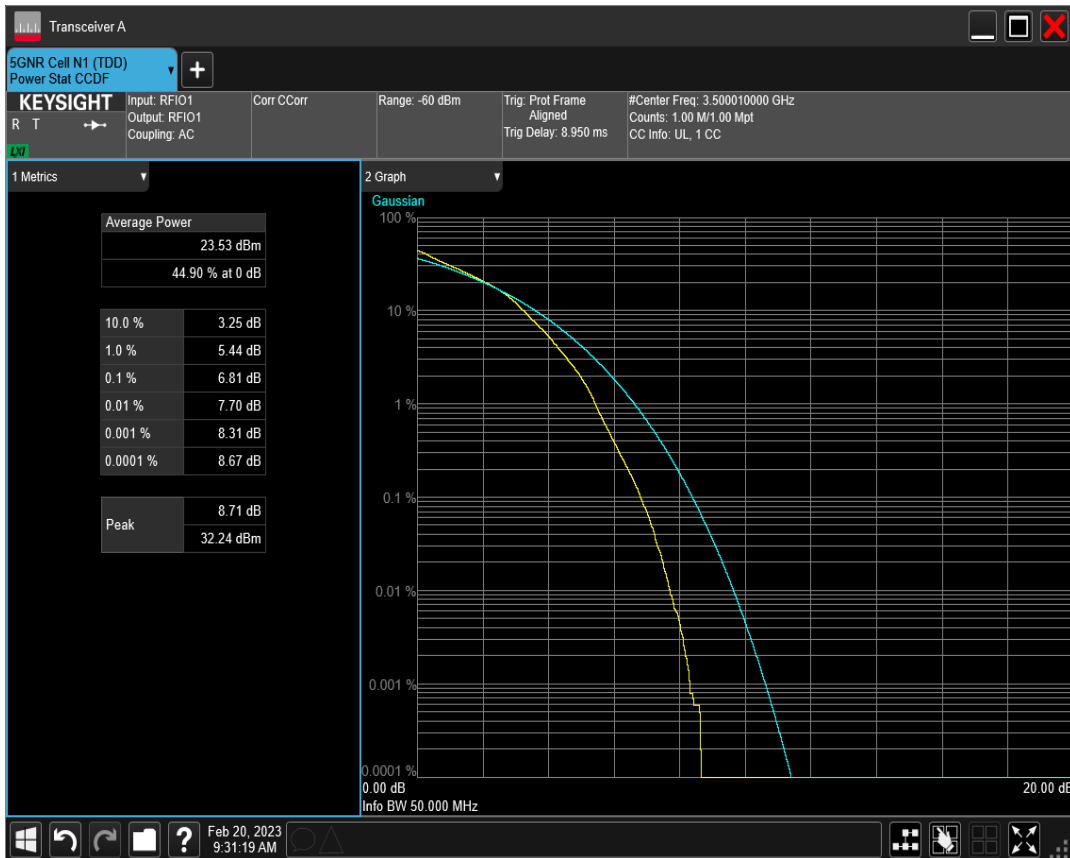 Transceiver A
5GNR Cell N1 (TDD)
Power Stat CCDF
+
KEYSIGHT
R T
LXI
Input: RFIO1
Output: RFIO1
Coupling: AC
Corr CCorr
Range: -60 dBm
Trig: Prot Frame
Aligned
Trig Delay: 8.950 ms
#Center Freq: 3.500010000 GHz
Counts: 1.00 M/1.00 Mpt
CC Info: UL, 1 CC
1 Metrics
Average Power
23.53 dBm
44.90 % at 0 dB
10.0 % 3.25 dB
1.0 % 5.44 dB
0.1 % 6.81 dB
0.01 % 7.70 dB
0.001 % 8.31 dB
0.0001 % 8.67 dB
Peak
8.71 dB
32.24 dBm
2 Graph
Gaussian
100 %
10 %
1 %
0.1 %
0.01 %
0.001 %
0.0001 %
0.00 dB 20.00 dB
Info BW 50.000 MHz
?
Feb 20, 2023
9:31:19 AM